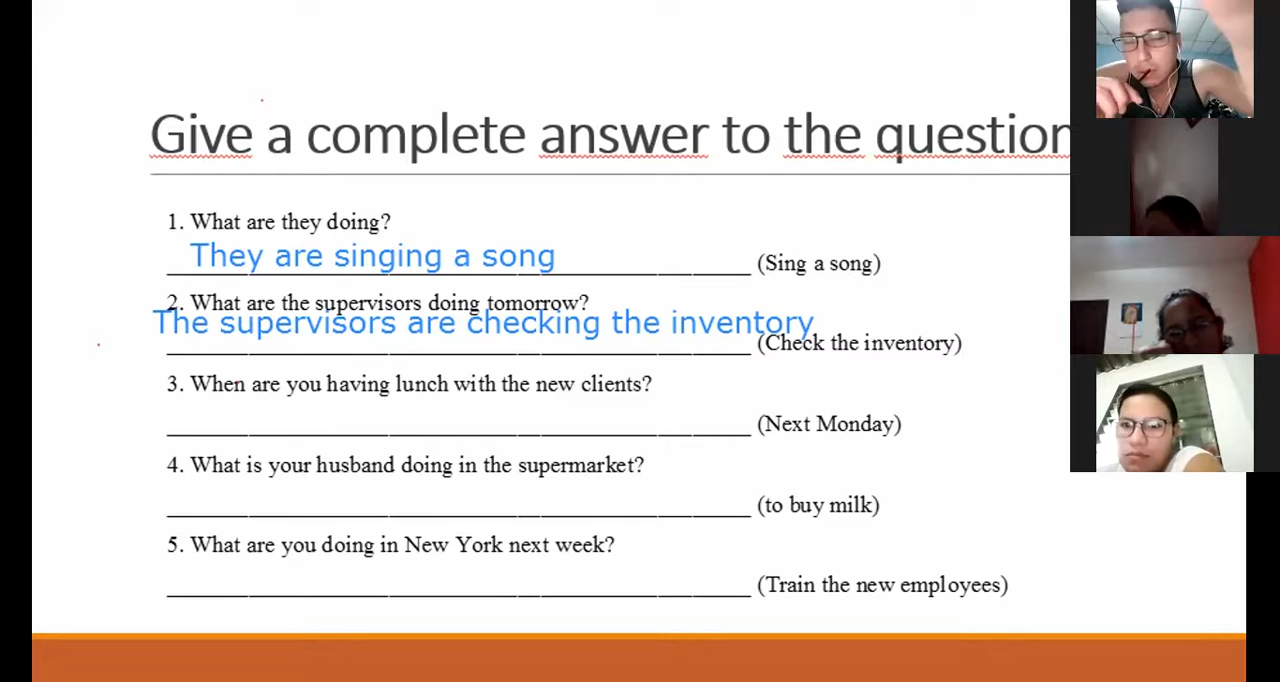 Give a complete answer to the question
1. What are they doing?
They are singing a song
(Sing a song)
2. What are the supervisors doing tomorrow?
The supervisors are checking the inventory
(Check the inventory)
3. When are you having lunch with the new clients?
(Next Monday)
4. What is your husband doing in the supermarket?
(to buy milk)
5. What are you doing in New York next week?
(Train the new employees)